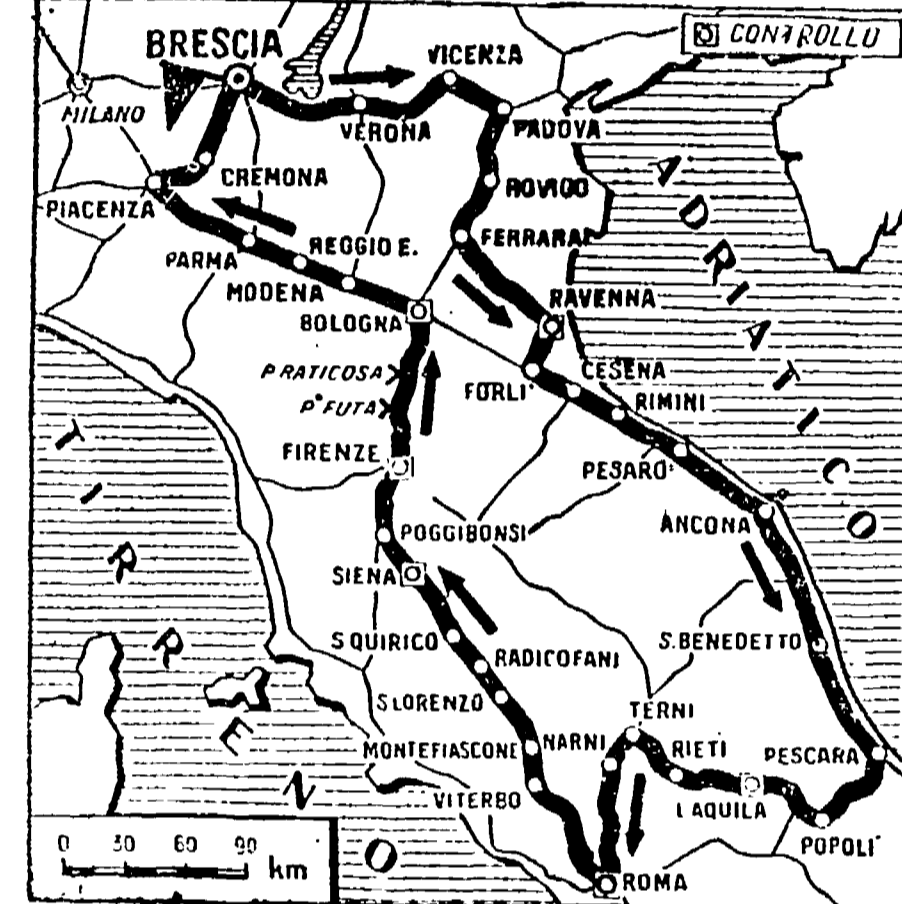 CONTROLLO
BRESCIA
VICENZA
MILANO
VERONA
PADOVA
CREMONA
ROVIGO
PIACENZA
FERRARA
PARMA
REGGIO E.
MODENA
RAVENNA
BOLOGNA
P. RATICOSA
CESENA
FORLI'
RIMINI
Pº FUTA
FIRENZE
PESARO
ANCONA
POGGIBONSI
SIENA
S QUIRICO
RADICOFANI
S.BENEDETTO
S LORENZO
TERNI
MONTEFIASCONE
NARNI
RIETI
PESCARA
VITERBO
L AQUILA
POPOLI'
ROMA
ADRIATICO
TIRRENO
0 30 60 90
km